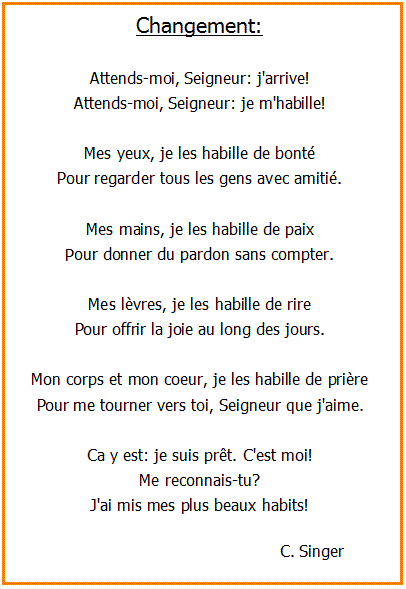 Changement:
Attends-moi, Seigneur: j'arrive!
Attends-moi, Seigneur: je m'habille!
Mes yeux, je les habille de bonté
Pour regarder tous les gens avec amitié.
Mes mains, je les habille de paix
Pour donner du pardon sans compter.
Mes lèvres, je les habille de rire
Pour offrir la joie au long des jours.
Mon corps et mon coeur, je les habille de prière
Pour me tourner vers toi, Seigneur que j'aime.
Ca y est: je suis prêt. C'est moi!
Me reconnais-tu?
J'ai mis mes plus beaux habits!
C. Singer